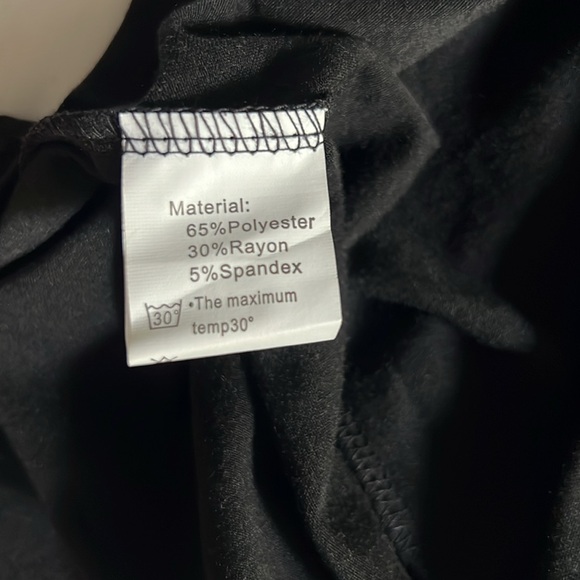 Material:
65%Polyester
30%Rayon
5%Spandex
30° •The maximum
temp30°